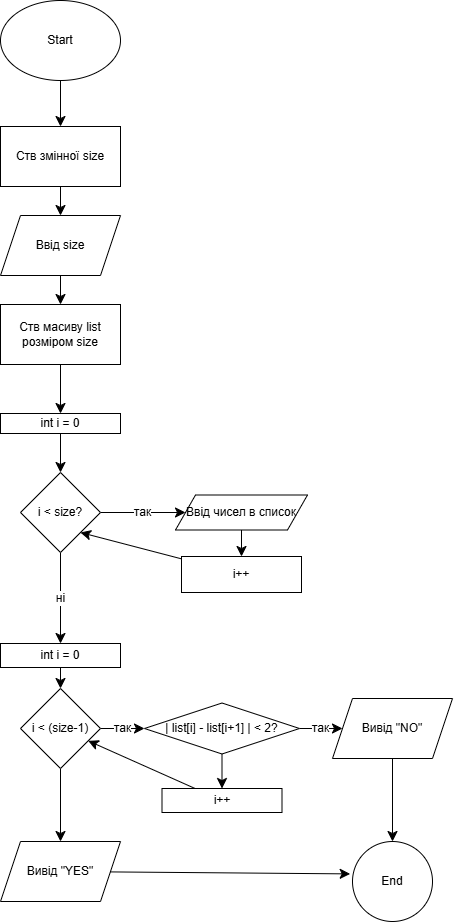 Start
Ств змінної size
Ввід size
Ств масиву list
розміром size
int i = 0
i < size?
так
Ввід чисел в список
i++
ні
int i = 0
i < (size-1)
так
| list[i] - list[i+1] | < 2?
так
Вивід "NO"
i++
Вивід "YES"
End